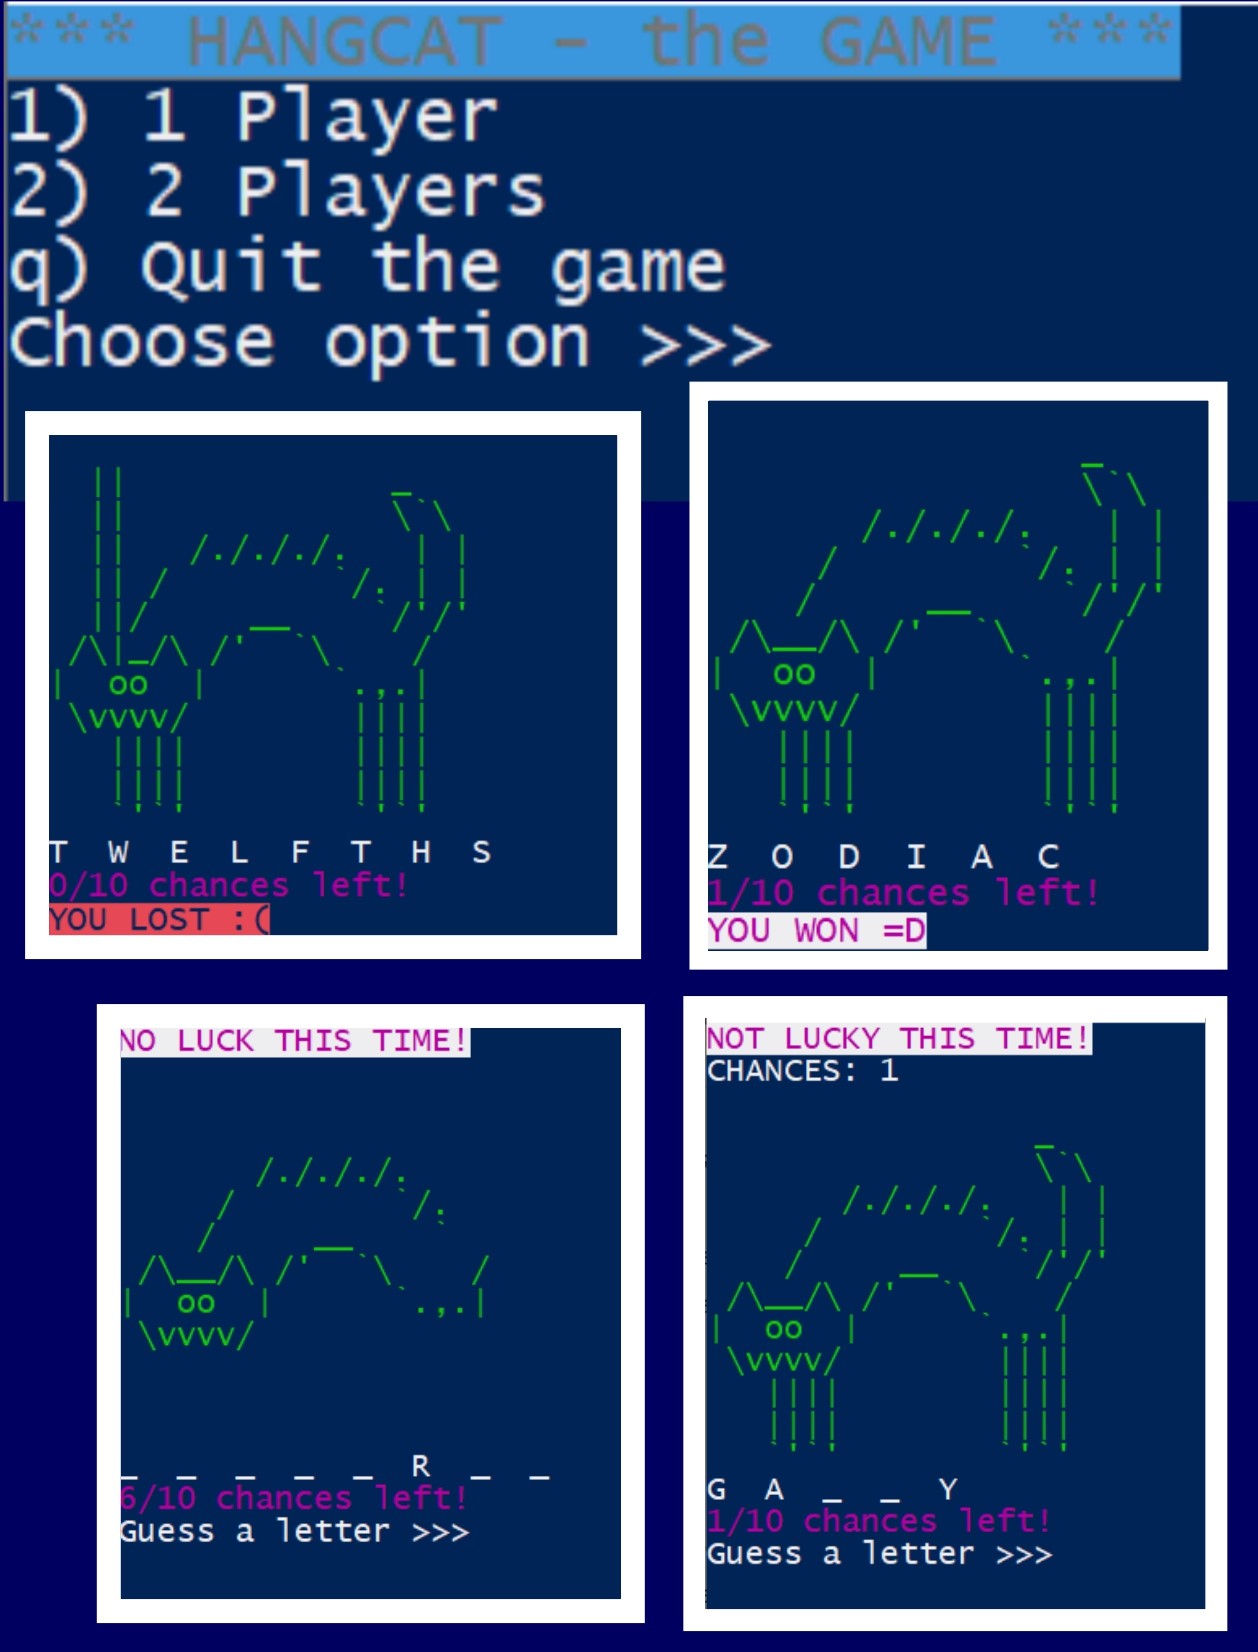 *** HANGCAT - the GAME ***
1) 1 Player
2) 2 Players
q) Quit the game
Choose option >>>
T W E L F T H S
0/10 chances left!
YOU LOST :(
Z O D I A C
1/10 chances left!
YOU WON =D
NO LUCK THIS TIME!
_ _ _ _ _ R _ _
6/10 chances left!
Guess a letter >>>
NOT LUCKY THIS TIME!
CHANCES: 1
G A _ _ Y
1/10 chances left!
Guess a letter >>>